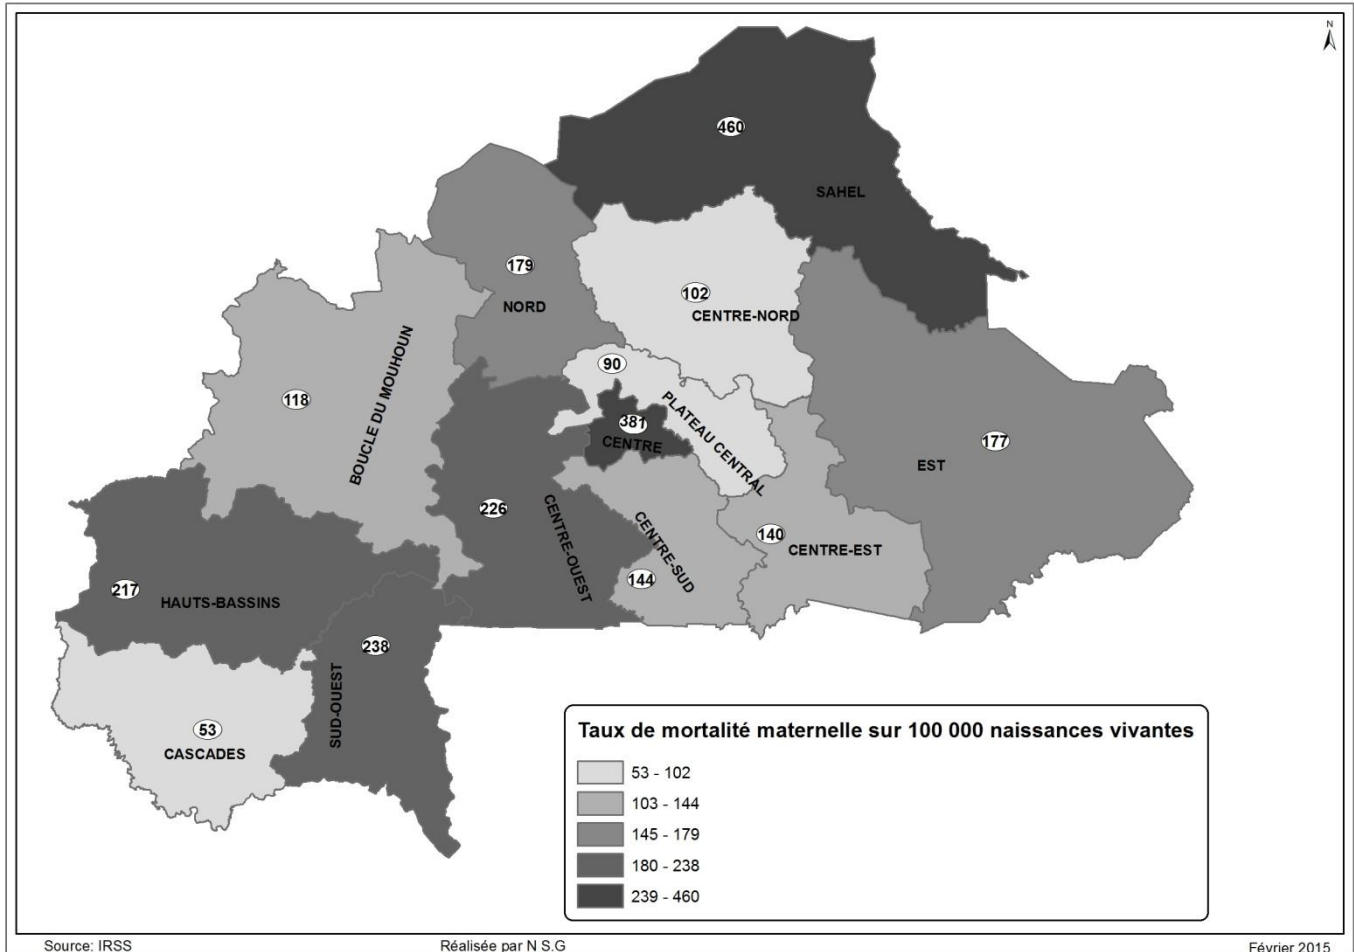 N
460
SAHEL
179
NORD
102
CENTRE-NORD
90
PLATEAU CENTRAL
118
BOUCLE DU MOUHOUN
381
CENTRE
177
EST
226
CENTRE-OUEST
CENTRE-SUD
144
140
CENTRE-EST
217
HAUTS-BASSINS
238
SUD-OUEST
53
CASCADES
Taux de mortalité maternelle sur 100 000 naissances vivantes
53 - 102
103 - 144
145 - 179
180 - 238
239 - 460
Source: IRSS
Réalisée par N S.G
Février 2015